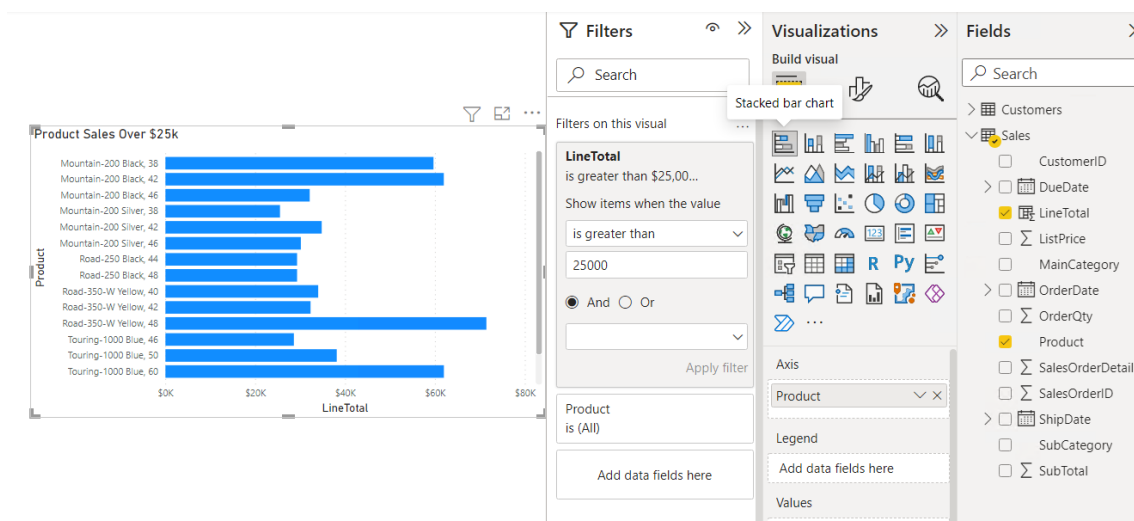 Product Sales Over $25k
Product
Mountain-200 Black, 38
Mountain-200 Black, 42
Mountain-200 Black, 46
Mountain-200 Silver, 38
Mountain-200 Silver, 42
Mountain-200 Silver, 46
Road-250 Black, 44
Road-250 Black, 48
Road-350-W Yellow, 40
Road-350-W Yellow, 42
Road-350-W Yellow, 48
Touring-1000 Blue, 46
Touring-1000 Blue, 50
Touring-1000 Blue, 60
$0K $20K $40K $60K $80K
LineTotal
Filters
Search
Filters on this visual
...
LineTotal
is greater than $25,00...
Show items when the value
is greater than
25000
And Or
Apply filter
Product
is (All)
Add data fields here
Visualizations
Build visual
Stacked bar chart
123
R Py
...
Axis
Product
Legend
Add data fields here
Values
Fields
Search
Customers
Sales
CustomerID
DueDate
LineTotal
ListPrice
MainCategory
OrderDate
OrderQty
Product
SalesOrderDetail
SalesOrderID
ShipDate
SubCategory
SubTotal